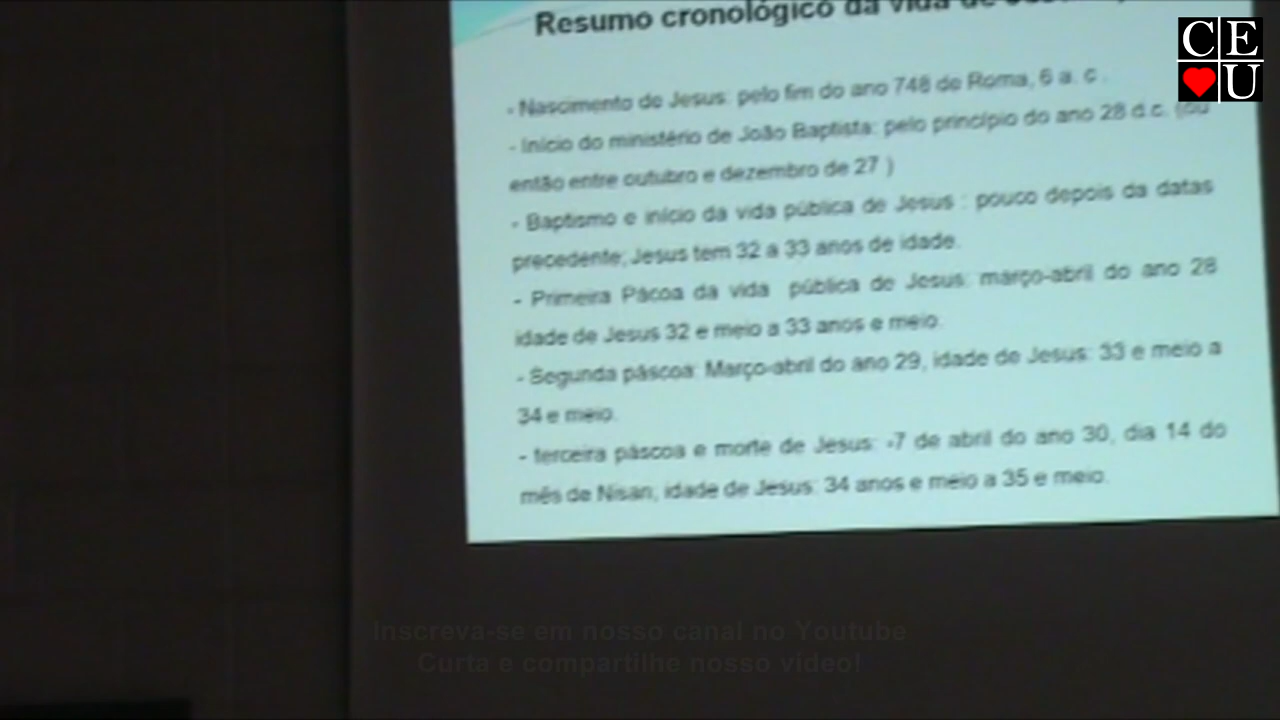 Resumo cronológico da vida de
C E
U
- Nascimento de Jesus: pelo fim do ano 748 de Roma, 6 a. c .
- Início do ministério de João Baptista: pelo princípio do ano 28 d.c. (ou
então entre outubro e dezembro de 27 )
- Baptismo e início da vida pública de Jesus : pouco depois da datas
precedente; Jesus tem 32 a 33 anos de idade.
- Primeira Pácoa da vida pública de Jesus: março-abril do ano 28
idade de Jesus 32 e meio a 33 anos e meio.
- Segunda páscoa: Março-abril do ano 29, idade de Jesus: 33 e meio a
34 e meio.
- terceira páscoa e morte de Jesus: -7 de abril do ano 30, dia 14 do
mês de Nisan; idade de Jesus: 34 anos e meio a 35 e meio.
Inscreva-se em nosso canal no Youtube
Curta e compartilhe nosso vídeo!